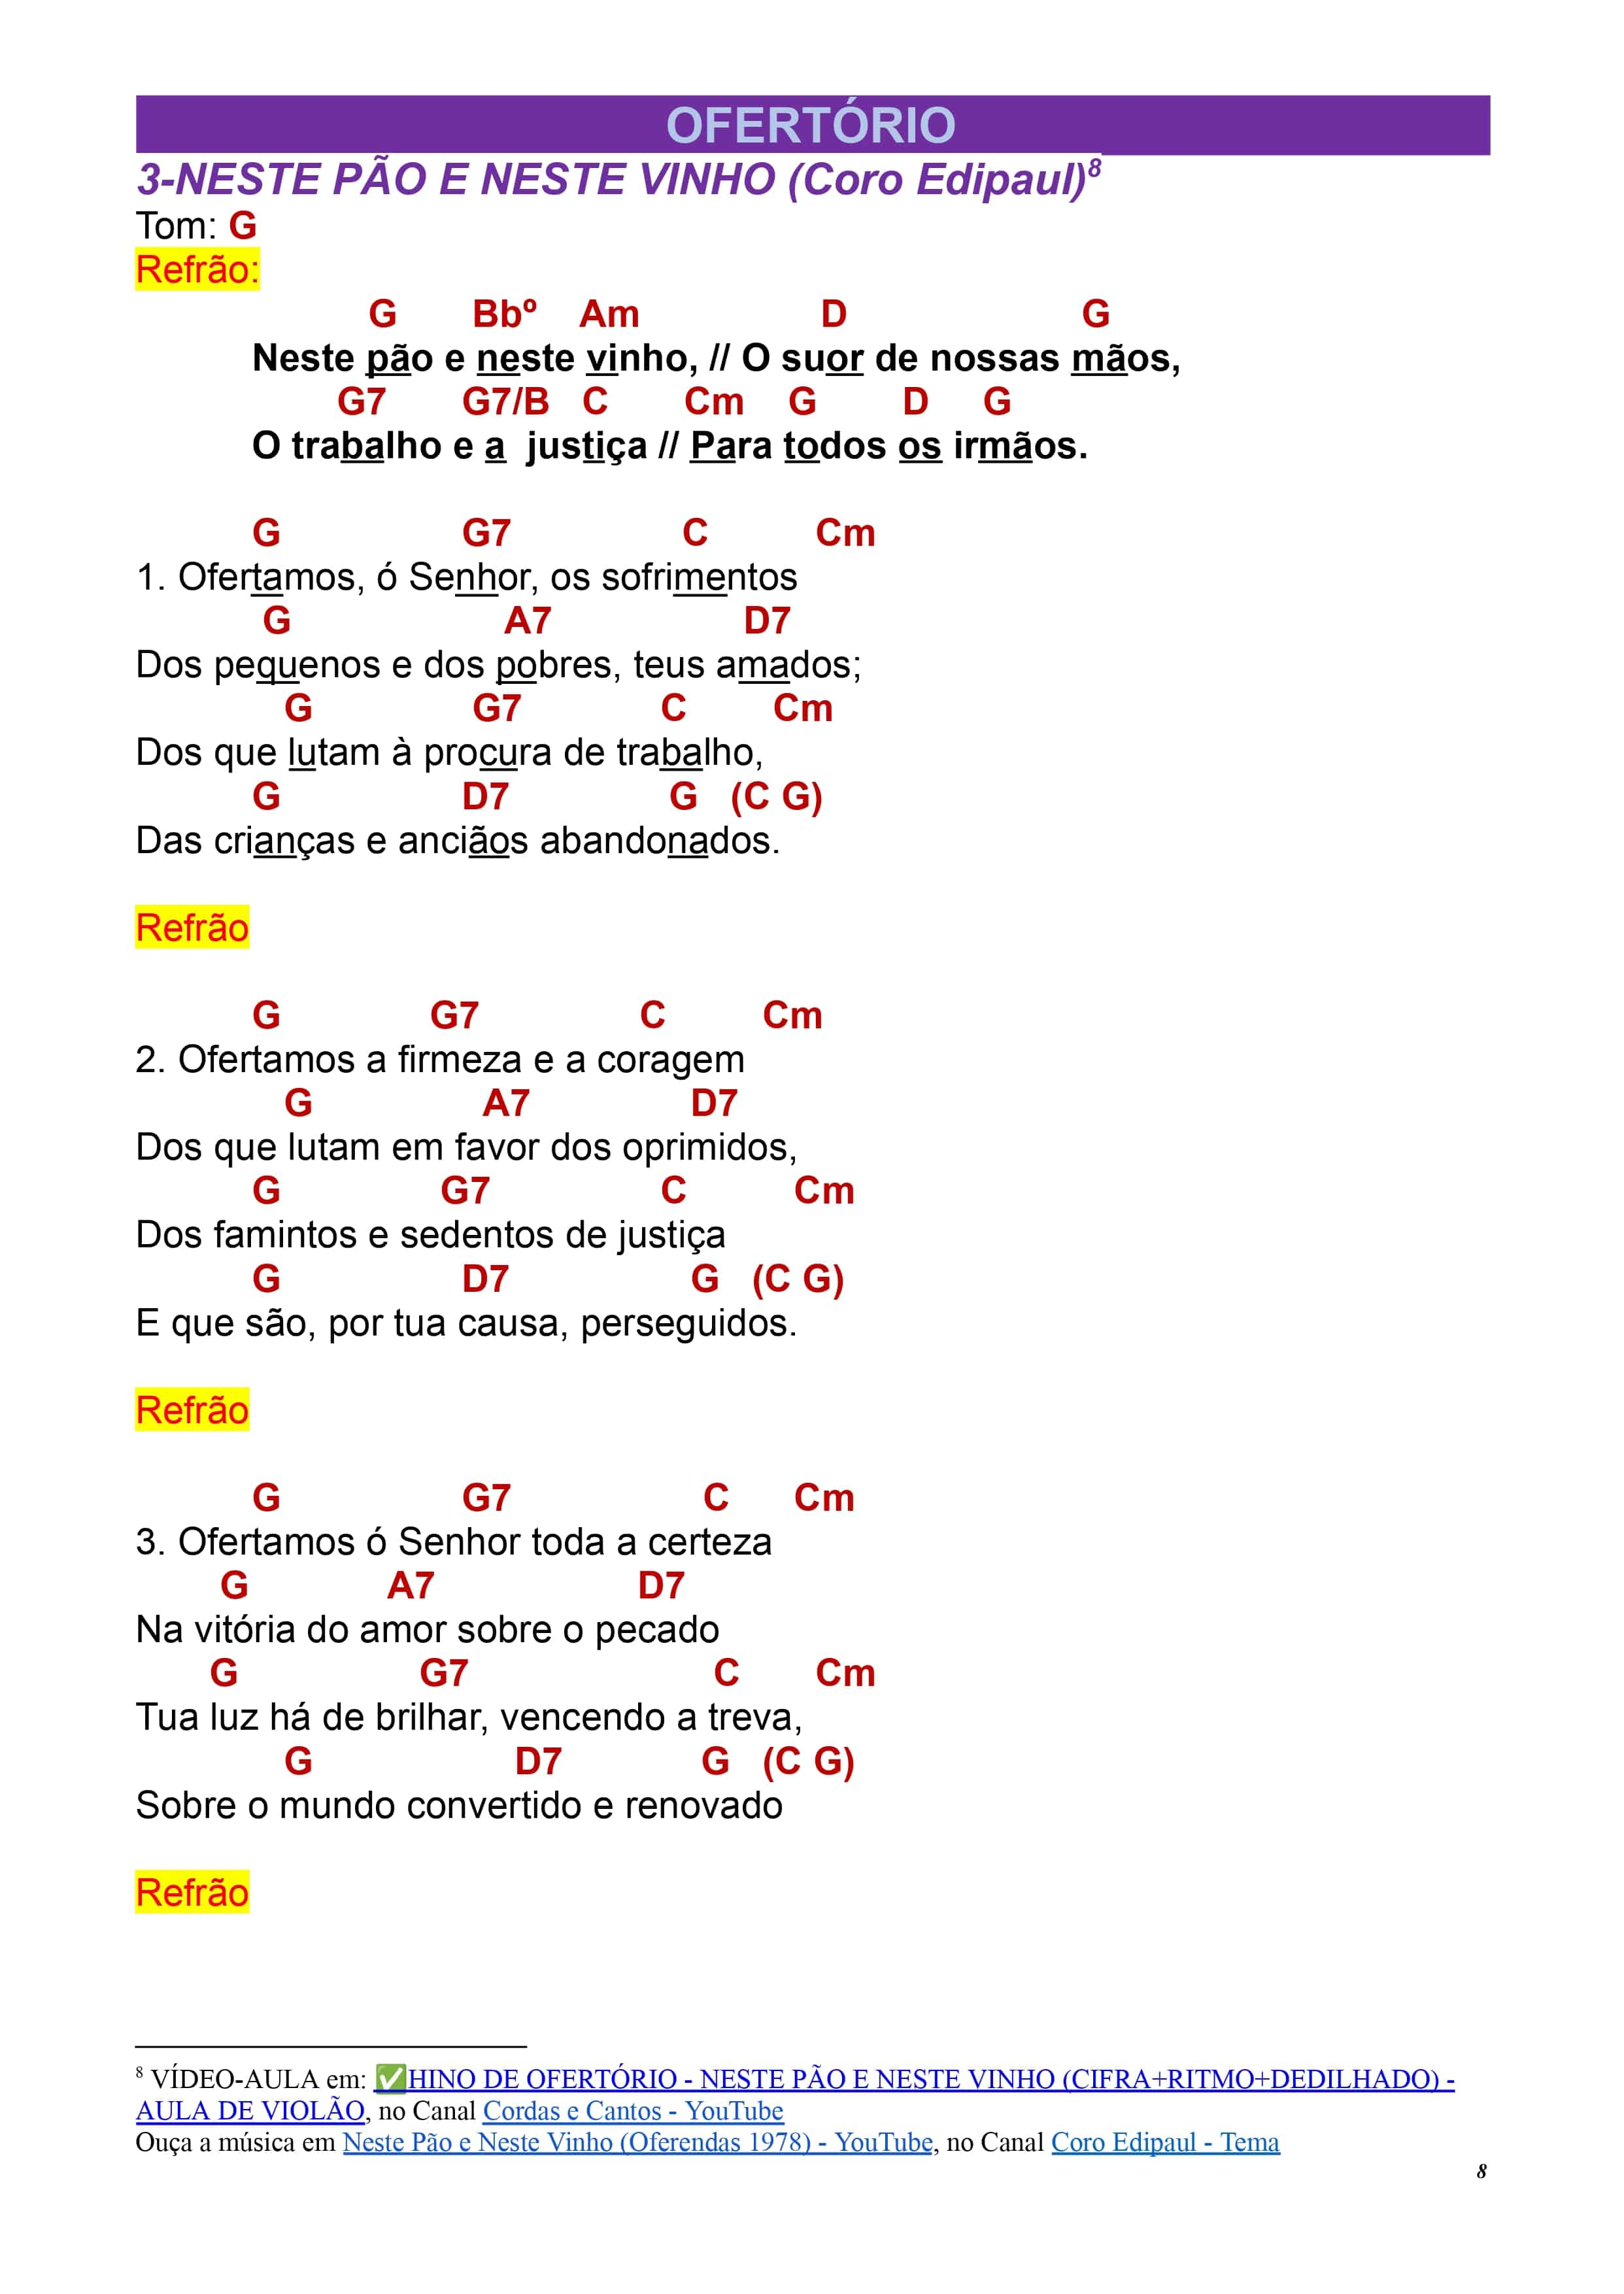 OFERTÓRIO
3-NESTE PÃO E NESTE VINHO (Coro Edipaul)8
Tom: G
Refrão:
G Bbº Am D G
Neste pão e neste vinho, // O suor de nossas mãos,
G7 G7/B C Cm G D G
O trabalho e a justiça // Para todos os irmãos.
G G7 C Cm
1. Ofertamos, ó Senhor, os sofrimentos
G A7 D7
Dos pequenos e dos pobres, teus amados;
G G7 C Cm
Dos que lutam à procura de trabalho,
G D7 G (C G)
Das crianças e anciãos abandonados.
Refrão
G G7 C Cm
2. Ofertamos a firmeza e a coragem
G A7 D7
Dos que lutam em favor dos oprimidos,
G G7 C Cm
Dos famintos e sedentos de justiça
G D7 G (C G)
E que são, por tua causa, perseguidos.
Refrão
G G7 C Cm
3. Ofertamos ó Senhor toda a certeza
G A7 D7
Na vitória do amor sobre o pecado
G G7 C Cm
Tua luz há de brilhar, vencendo a treva,
G D7 G (C G)
Sobre o mundo convertido e renovado
Refrão
8 VÍDEO-AULA em: ✅HINO DE OFERTÓRIO - NESTE PÃO E NESTE VINHO (CIFRA+RITMO+DEDILHADO) -
AULA DE VIOLÃO, no Canal Cordas e Cantos - YouTube
Ouça a música em Neste Pão e Neste Vinho (Oferendas 1978) - YouTube, no Canal Coro Edipaul - Tema
8